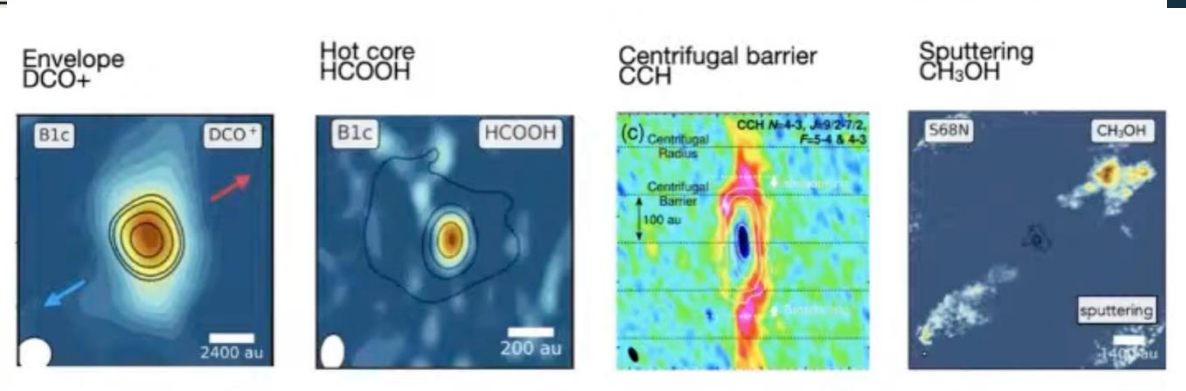 Envelope
DCO+
Hot core
HCOOH
Centrifugal barrier
CCH
Sputtering
CH₃OH
B1c
DCO⁺
2400 au
B1c
HCOOH
200 au
(c)
CCH N=4-3, J=9/2-7/2,
F=5-4 & 4-3
Centrifugal
Radius
Centrifugal
Barrier
100 au
S68N
CH₃OH
sputtering
1400 au